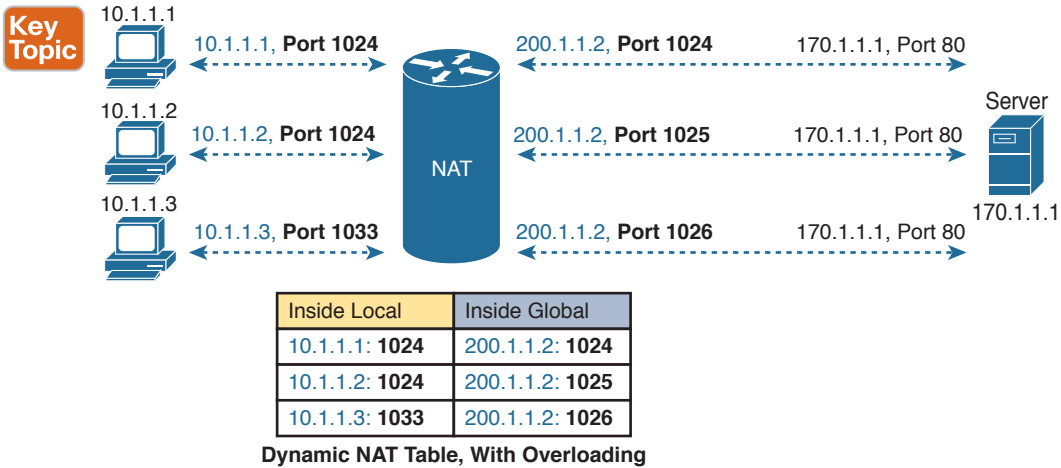 Key
Topic
10.1.1.1
10.1.1.1, Port 1024
200.1.1.2, Port 1024
170.1.1.1, Port 80
10.1.1.2
10.1.1.2, Port 1024
NAT
200.1.1.2, Port 1025
170.1.1.1, Port 80
Server
170.1.1.1
10.1.1.3
10.1.1.3, Port 1033
200.1.1.2, Port 1026
170.1.1.1, Port 80
Inside Local Inside Global
10.1.1.1: 1024 200.1.1.2: 1024
10.1.1.2: 1024 200.1.1.2: 1025
10.1.1.3: 1033 200.1.1.2: 1026
Dynamic NAT Table, With Overloading